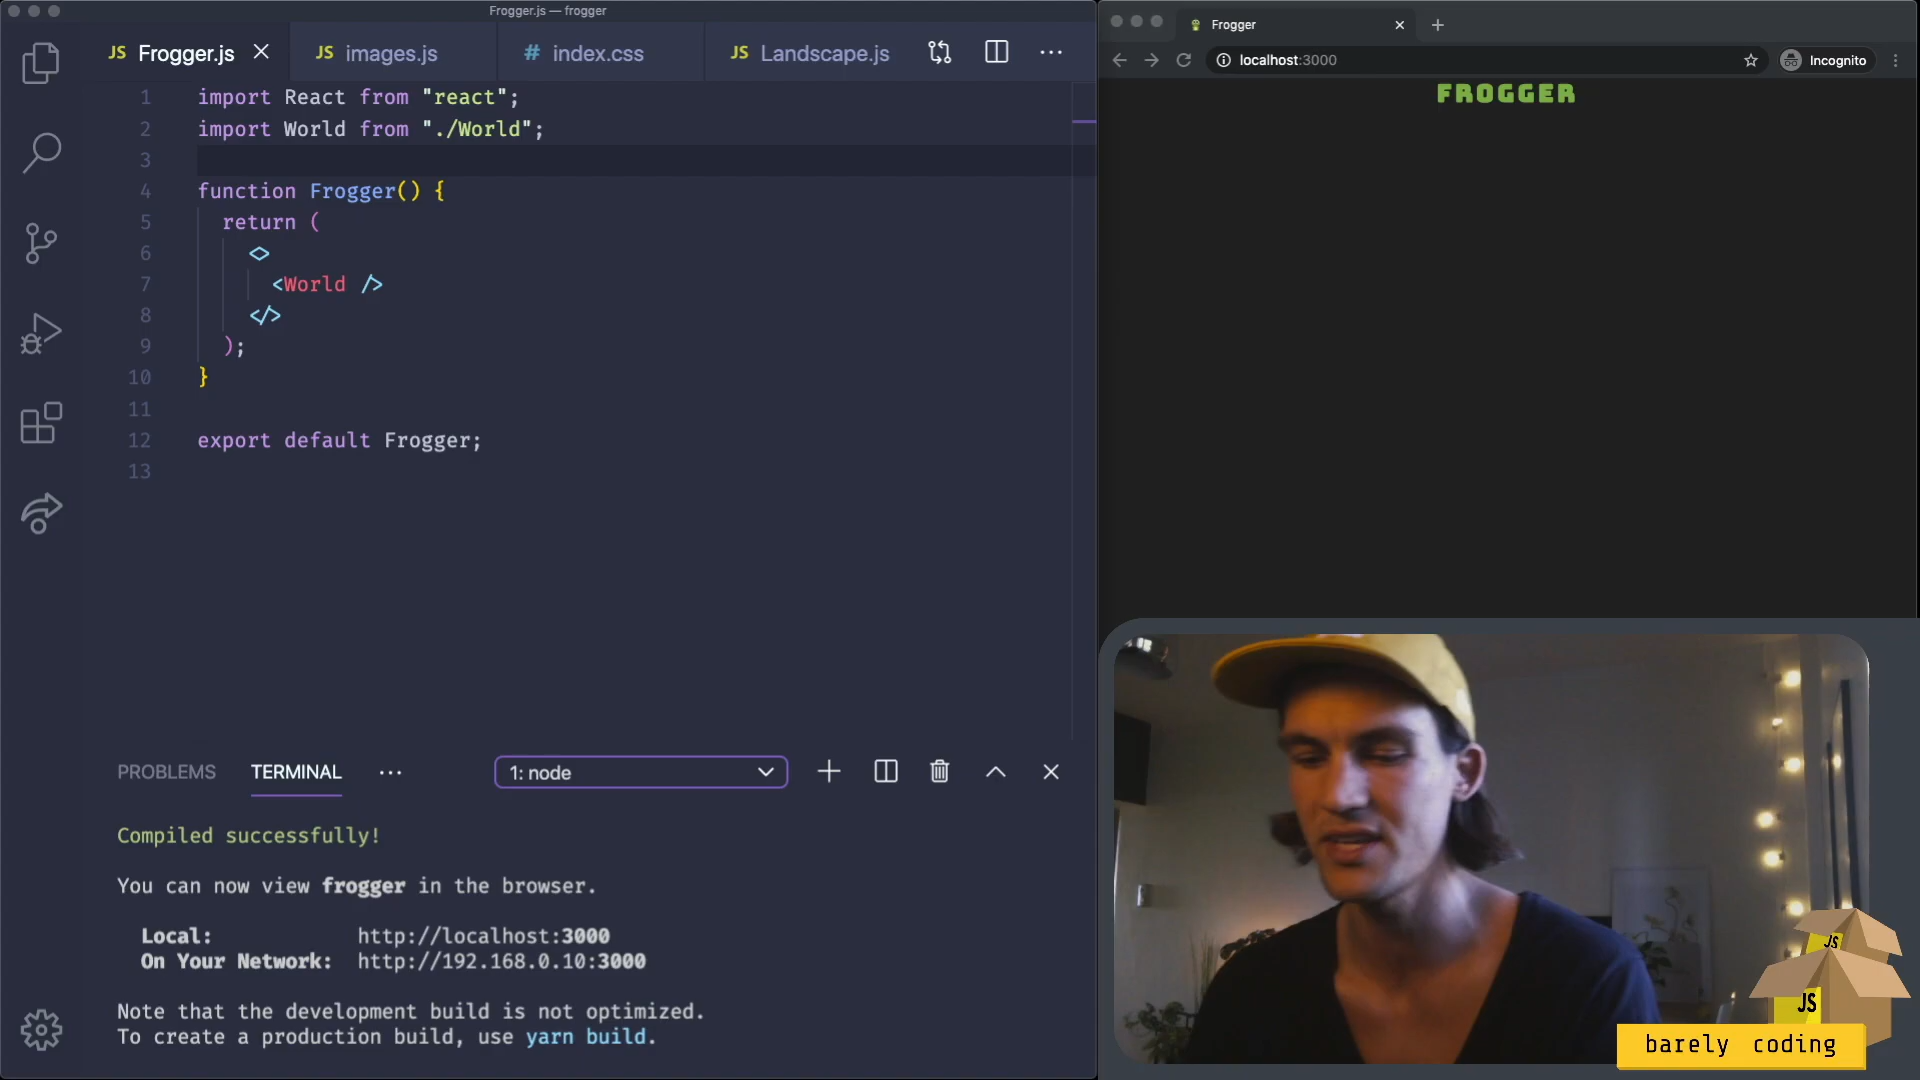 Frogger.js — frogger
JS Frogger.js
JS images.js
# index.css
JS Landscape.js
1 import React from "react";
2 import World from "./World";
3
4 function Frogger() {
5 return (
6 <>
7 <World />
8 </>
9 );
10 }
11
12 export default Frogger;
13
PROBLEMS TERMINAL ···
1: node
Compiled successfully!
You can now view frogger in the browser.
Local: http://localhost:3000
On Your Network: http://192.168.0.10:3000
Note that the development build is not optimized.
To create a production build, use yarn build.
Frogger
localhost:3000
Incognito
FROGGER
JS
JS
barely coding